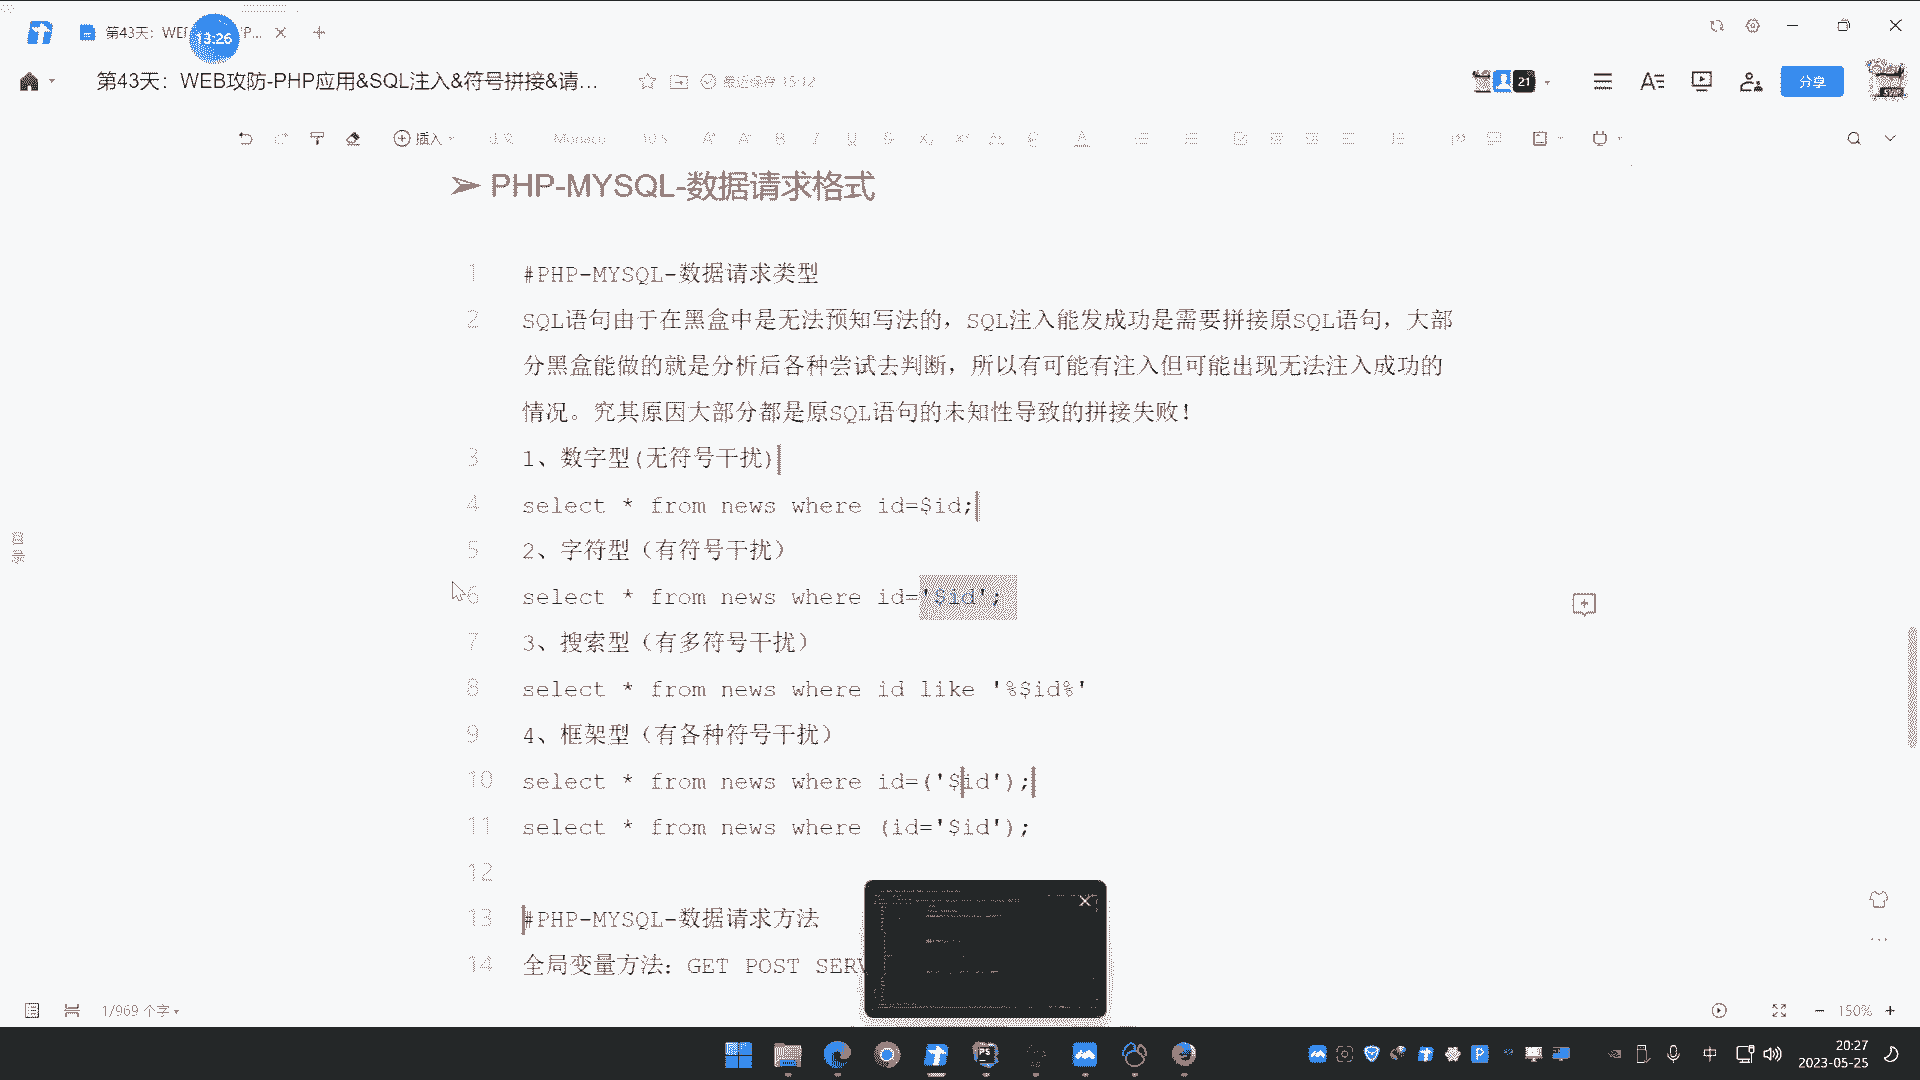 第43天：WEI
P...
13:26
第43天：WEB攻防-PHP应用&SQL注入&符号拼接&请...
最近保存 15:12
21
分享
插入
Monaco
10.5
➢ PHP-MYSQL-数据请求格式
1 #PHP-MYSQL-数据请求类型
2 SQL语句由于在黑盒中是无法预知写法的，SQL注入能发成功是需要拼接原SQL语句，大部
分黑盒能做的就是分析后各种尝试去判断，所以有可能有注入但可能出现无法注入成功的
情况。究其原因大部分都是原SQL语句的未知性导致的拼接失败！
3 1、数字型(无符号干扰)
4 select * from news where id=$id;
5 2、字符型（有符号干扰）
6 select * from news where id='$id';
7 3、搜索型（有多符号干扰）
8 select * from news where id like '%$id%'
9 4、框架型（有各种符号干扰）
10 select * from news where id=('$id');
11 select * from news where (id='$id');
12
13 #PHP-MYSQL-数据请求方法
14 全局变量方法：GET POST SERV
目录
1/969 个字
150%
中
20:27
2023-05-25